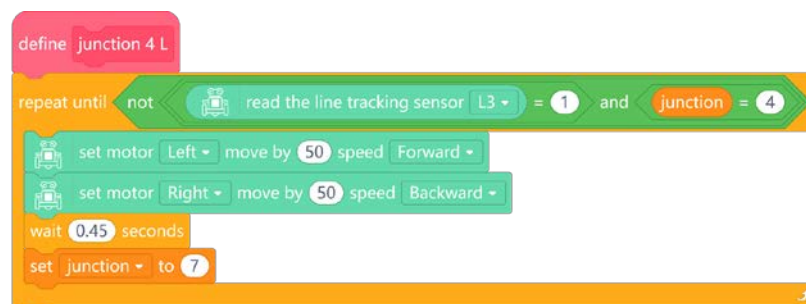 define junction 4 L
repeat until not read the line tracking sensor L3 = 1 and junction = 4
set motor Left move by 50 speed Forward
set motor Right move by 50 speed Backward
wait 0.45 seconds
set junction to 7